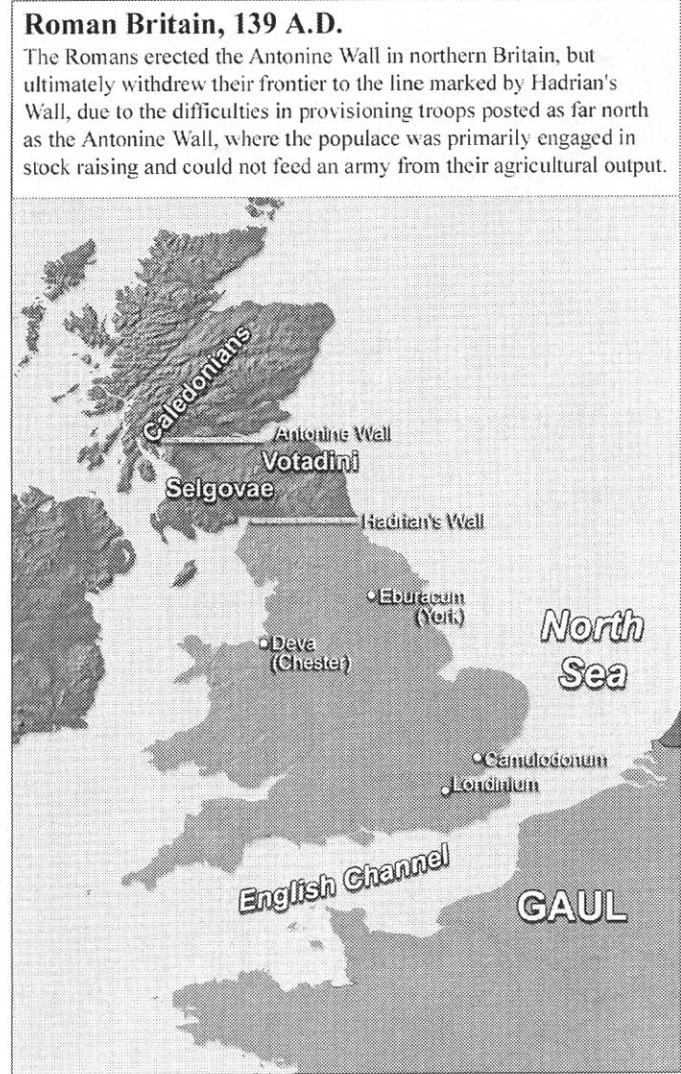 Roman Britain, 139 A.D.
The Romans erected the Antonine Wall in northern Britain, but
ultimately withdrew their frontier to the line marked by Hadrian's
Wall, due to the difficulties in provisioning troops posted as far north
as the Antonine Wall, where the populace was primarily engaged in
stock raising and could not feed an army from their agricultural output.
Caledonians
Antonine Wall
Votadini
Selgovae
Hadrian's Wall
Eburacum
(York)
North
Sea
Deva
(Chester)
Camulodonum
Londinium
English Channel
GAUL